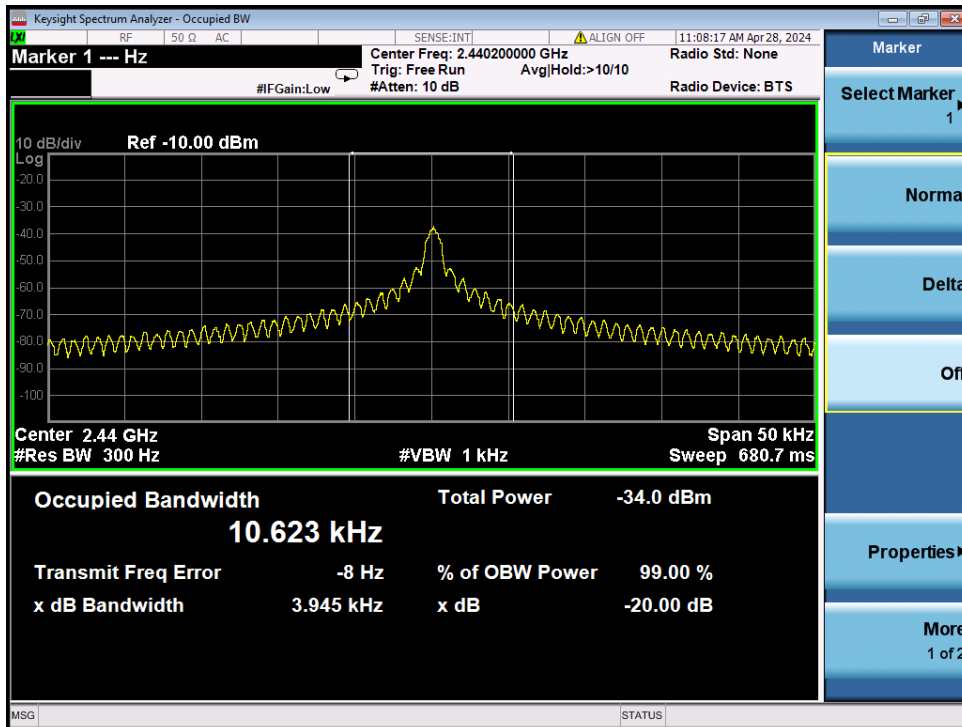 Keysight Spectrum Analyzer - Occupied BW
LXI RF 50 Ω AC SENSE:INT ALIGN OFF 11:08:17 AM Apr 28, 2024
Marker 1 --- Hz
Center Freq: 2.440200000 GHz Radio Std: None
Trig: Free Run Avg|Hold:>10/10
#IFGain:Low #Atten: 10 dB Radio Device: BTS
10 dB/div Ref -10.00 dBm
Log
-20.0
-30.0
-40.0
-50.0
-60.0
-70.0
-80.0
-90.0
-100
Center 2.44 GHz Span 50 kHz
#Res BW 300 Hz #VBW 1 kHz Sweep 680.7 ms
Occupied Bandwidth Total Power -34.0 dBm
10.623 kHz
Transmit Freq Error -8 Hz % of OBW Power 99.00 %
x dB Bandwidth 3.945 kHz x dB -20.00 dB
MSG STATUS
Marker
Select Marker
1
Norma
Delta
Off
Properties
More
1 of 2